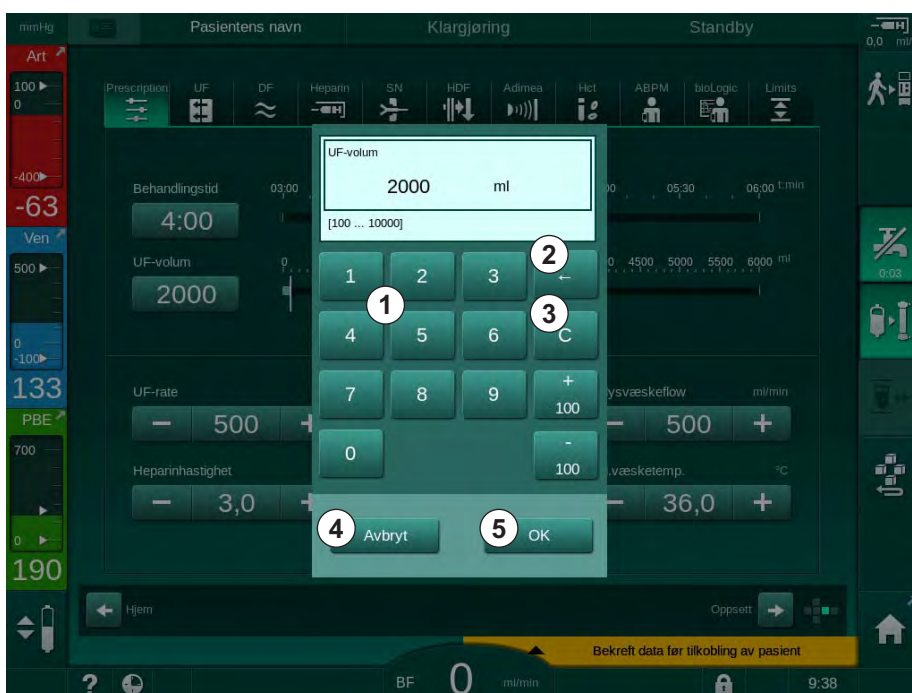 mmHg
Pasientens navn
Klargjøring
Standby
0,0 ml/
Art
100
0
-400
-63
Ven
500
0
-100
133
PBE
700
0
190
Prescription UF DF Heparin SN HDF Adimea Hct ABPM bioLogic Limits
Behandlingstid
4:00
03:00
05:30
06:00 t:min
UF-volum
2000
0
4500 5000 5500 6000 ml
UF-rate
− 500 +
ml/min
− 500 +
Heparinhastighet
− 3,0 +
°C
− 36,0 +
UF-volum
2000 ml
[100 ... 10000]
1 2 3 ←
4 5 6 C
7 8 9 + 100
0 - 100
Avbryt
OK
1
2
3
4
5
0:03
Hjem
Oppsett
Bekreft data før tilkobling av pasient
?
BF 0 ml/min
9:38